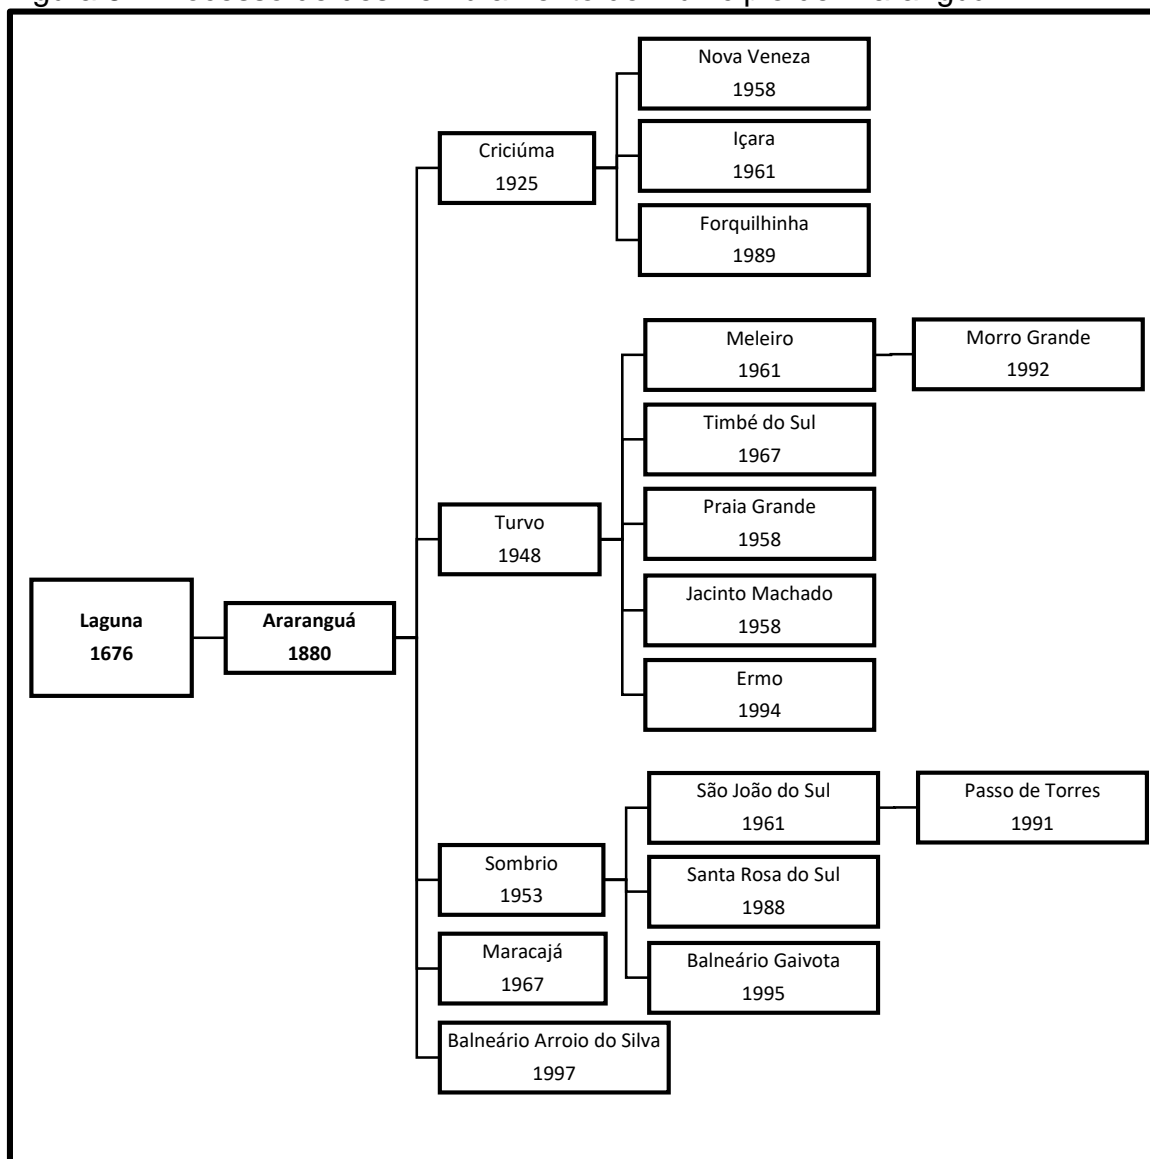 Nova Veneza
1958
Criciúma
1925
Içara
1961
Forquilhinha
1989
Meleiro
1961
Morro Grande
1992
Timbé do Sul
1967
Turvo
1948
Praia Grande
1958
Jacinto Machado
1958
Laguna
1676
Araranguá
1880
Ermo
1994
São João do Sul
1961
Passo de Torres
1991
Sombrio
1953
Santa Rosa do Sul
1988
Maracajá
1967
Balneário Gaivota
1995
Balneário Arroio do Silva
1997